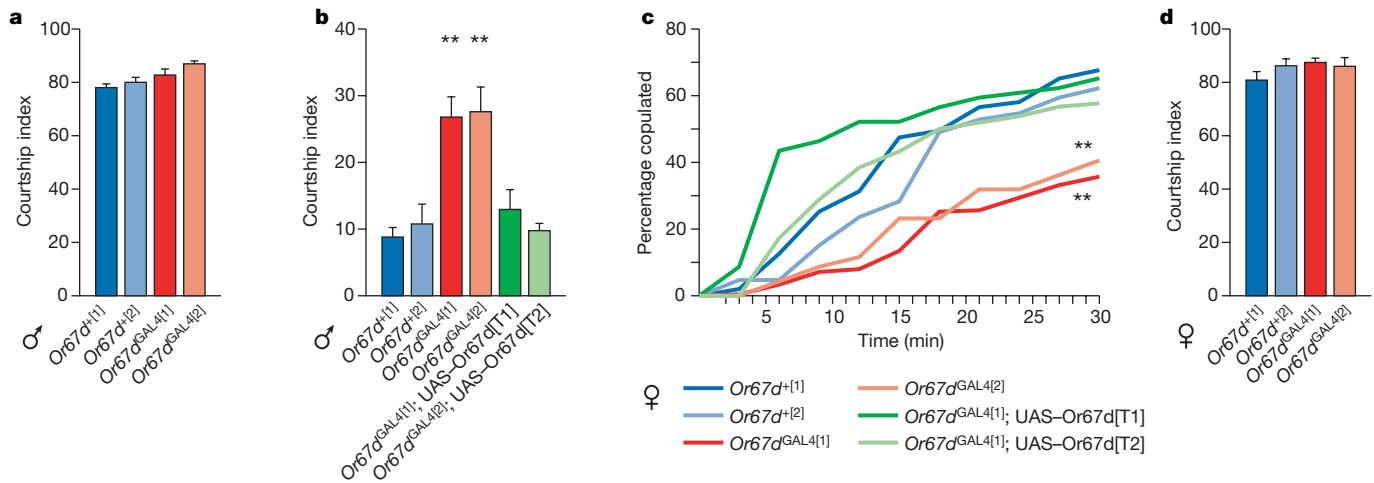 a
100
80
60
40
20
0
Courtship index
♂
Or67d+[1]
Or67d+[2]
Or67dGAL4[1]
Or67dGAL4[2]
b
40
30
20
10
0
Courtship index
** **
♂
Or67d+[1]
Or67d+[2]
Or67dGAL4[1]
Or67dGAL4[2]
Or67dGAL4[1]; UAS–Or67d[T1]
Or67dGAL4[2]; UAS–Or67d[T2]
c
80
60
40
20
0
Percentage copulated
**
**
5 10 15 20 25 30
Time (min)
♀
Or67d+[1]
Or67d+[2]
Or67dGAL4[1]
Or67dGAL4[2]
Or67dGAL4[1]; UAS–Or67d[T1]
Or67dGAL4[1]; UAS–Or67d[T2]
d
100
80
60
40
20
0
Courtship index
♀
Or67d+[1]
Or67d+[2]
Or67dGAL4[1]
Or67dGAL4[2]